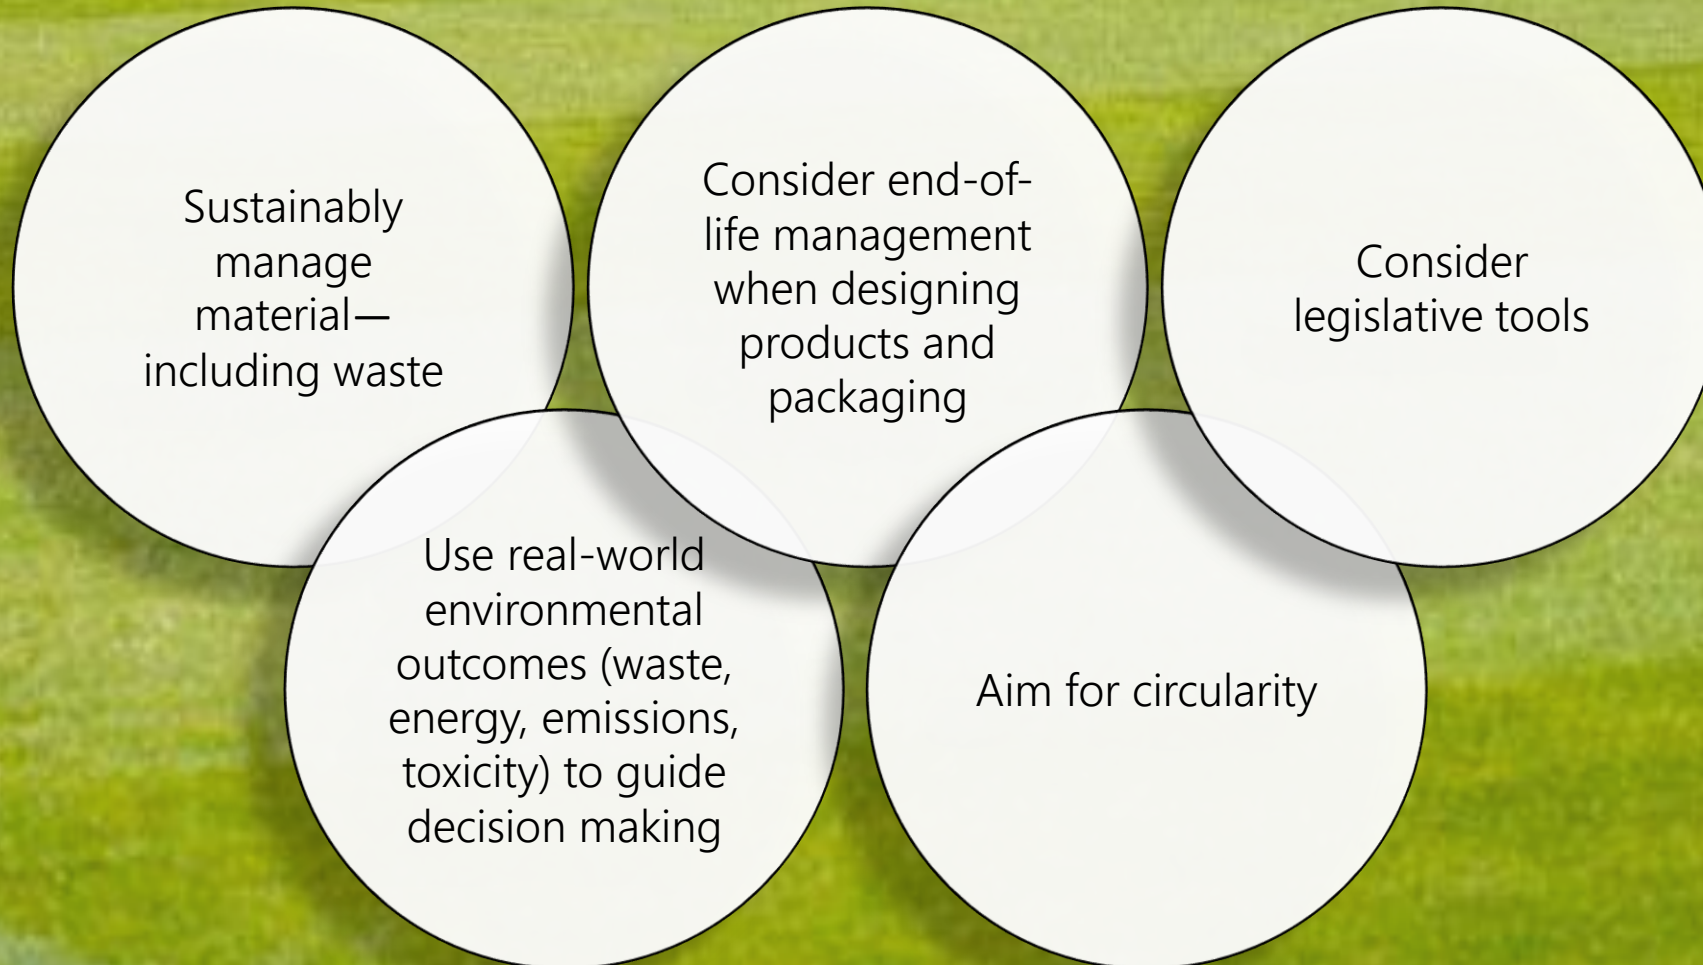 Sustainably
manage
material—
including waste
Use real-world
environmental
outcomes (waste,
energy, emissions,
toxicity) to guide
decision making
Consider end-of-
life management
when designing
products and
packaging
Aim for circularity
Consider
legislative tools